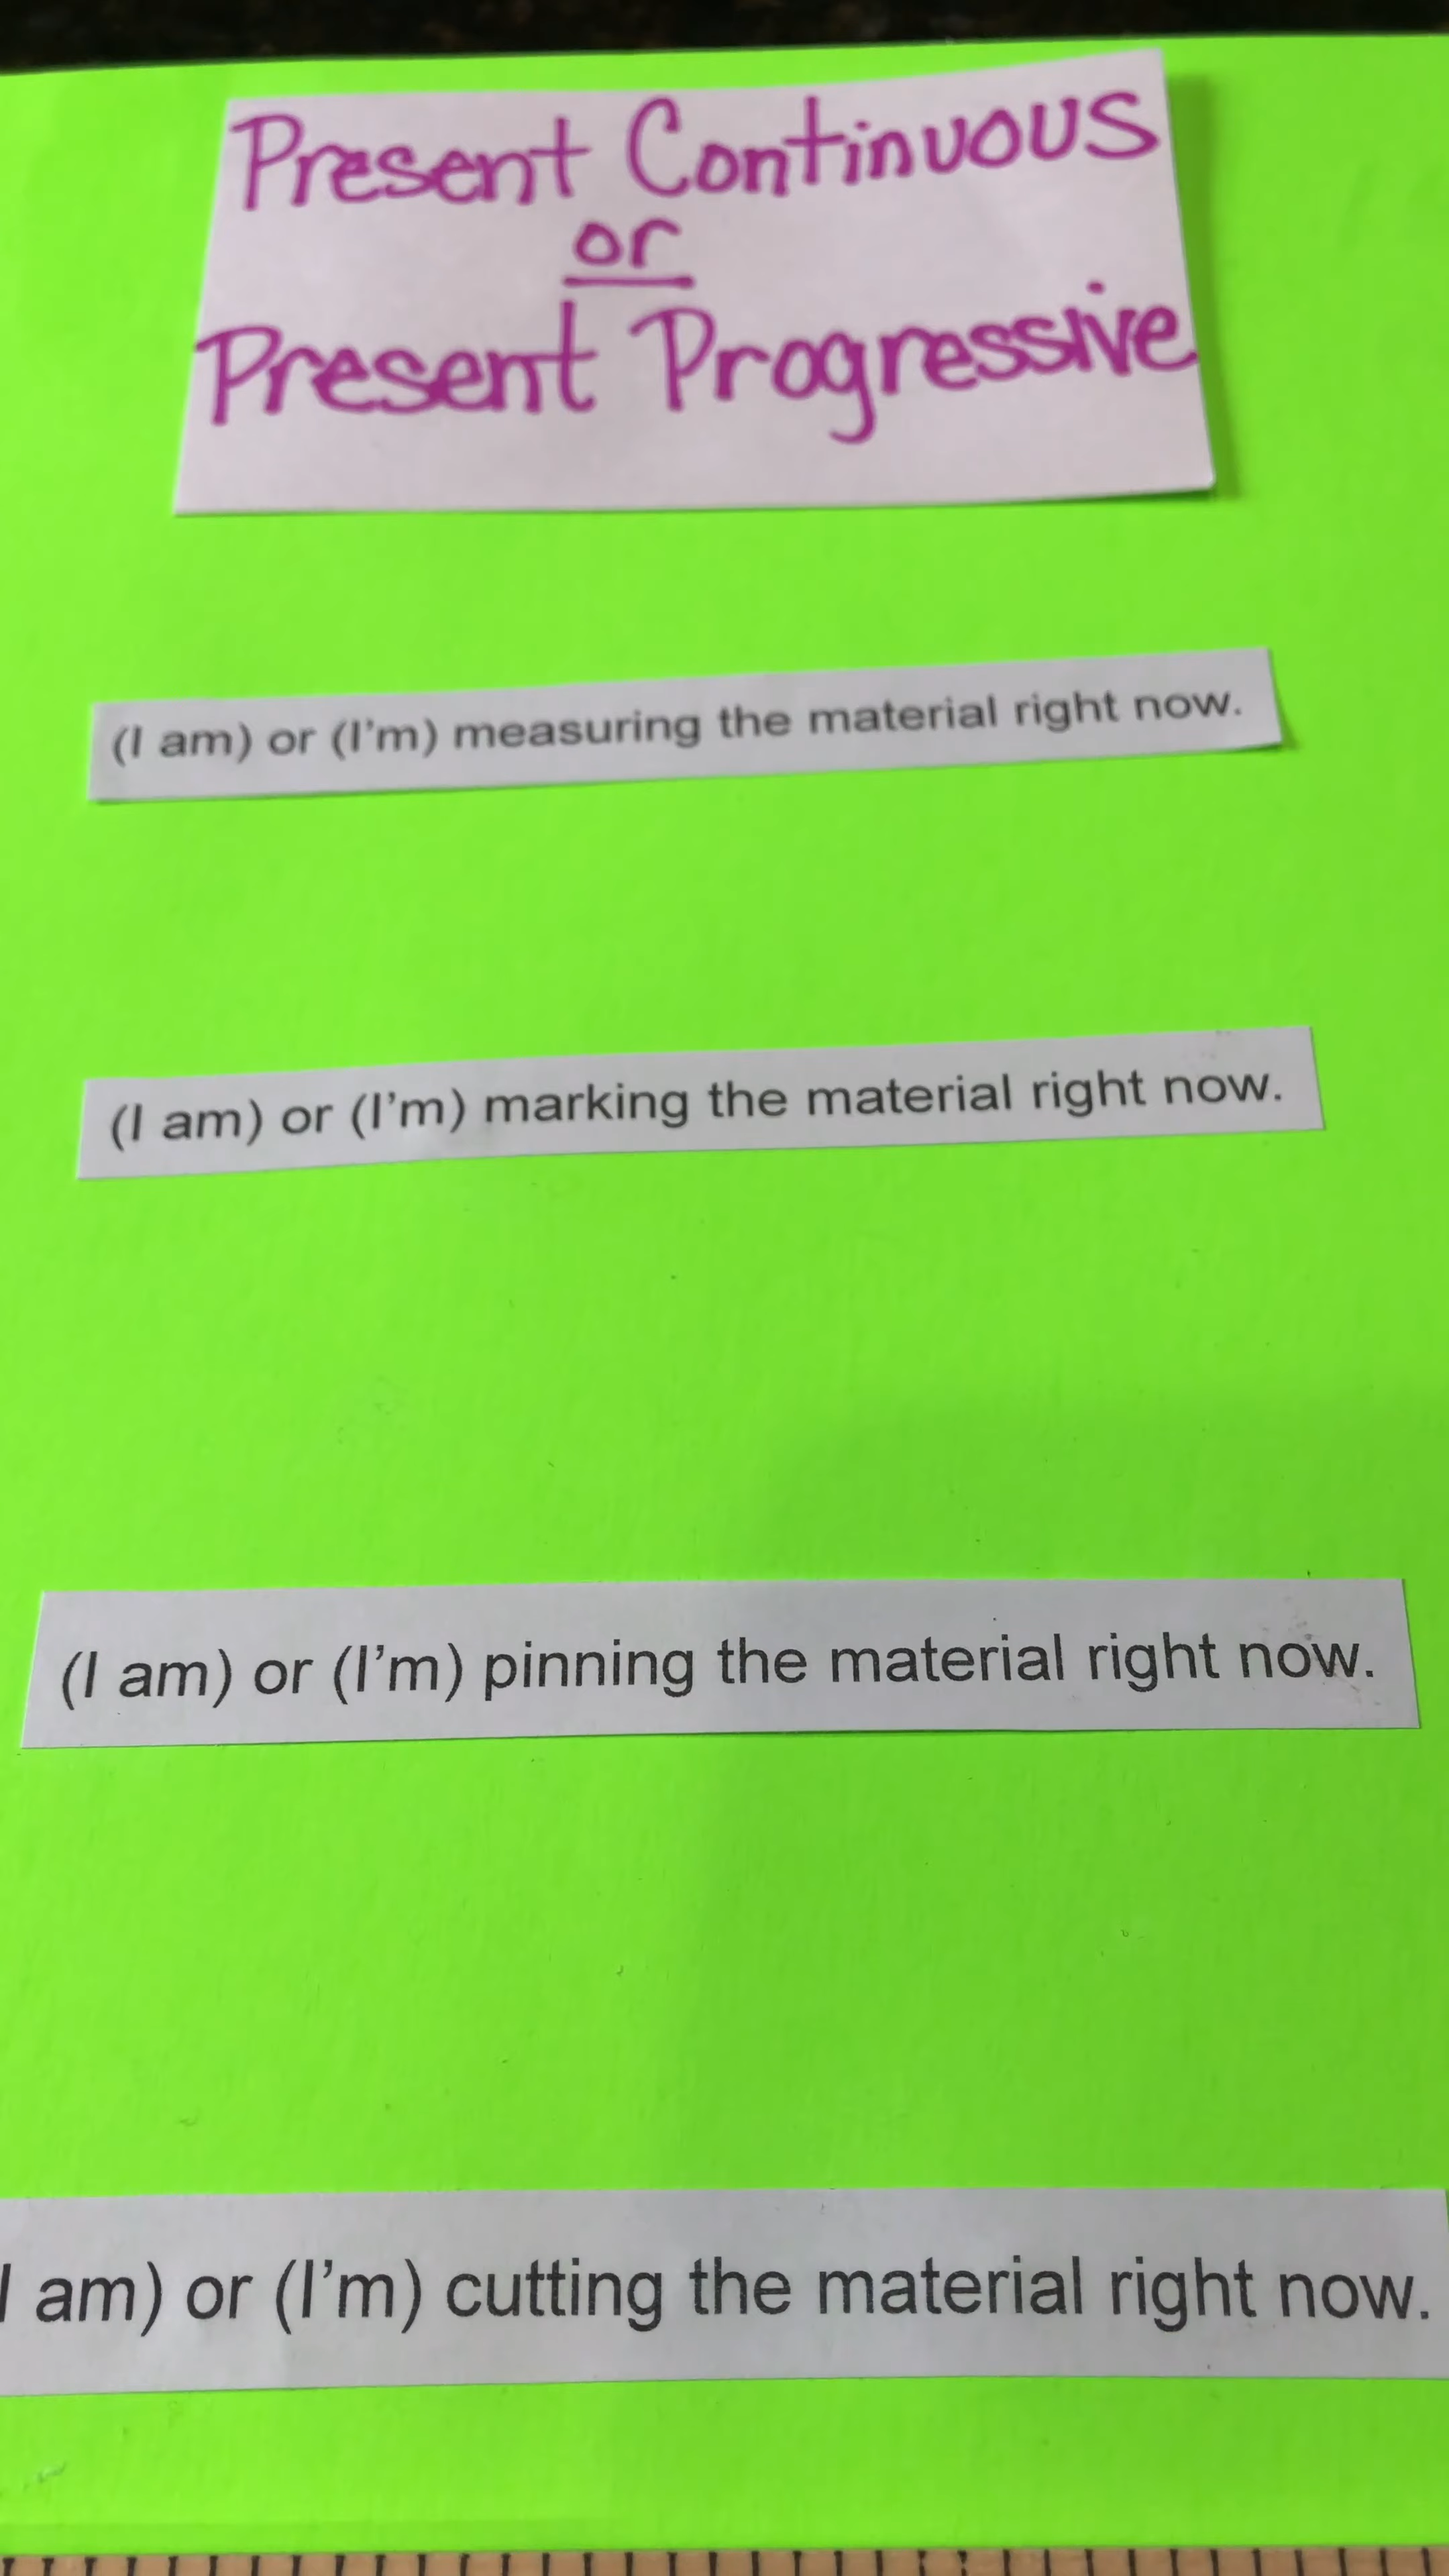 Present Continuous
or
Present Progressive
(I am) or (I'm) measuring the material right now.
(I am) or (I'm) marking the material right now.
(I am) or (I’m) pinning the material right now.
I am) or (I’m) cutting the material right now.